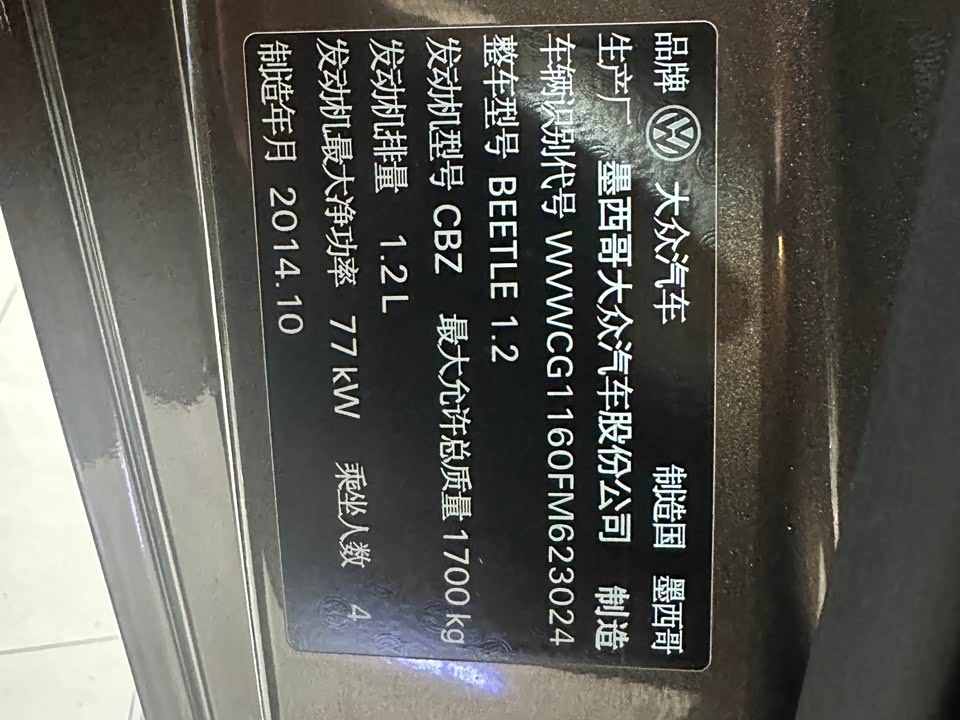 品牌 大众汽车 制造国 墨西哥
生产厂 墨西哥大众汽车股份公司 制造
车辆识别代号 WVWCG1160FM623024
整车型号 BEETLE 1.2
发动机型号 CBZ 最大允许总质量 1700kg
发动机排量 1.2L
发动机最大净功率 77kW 乘坐人数 4
制造年月 2014.10